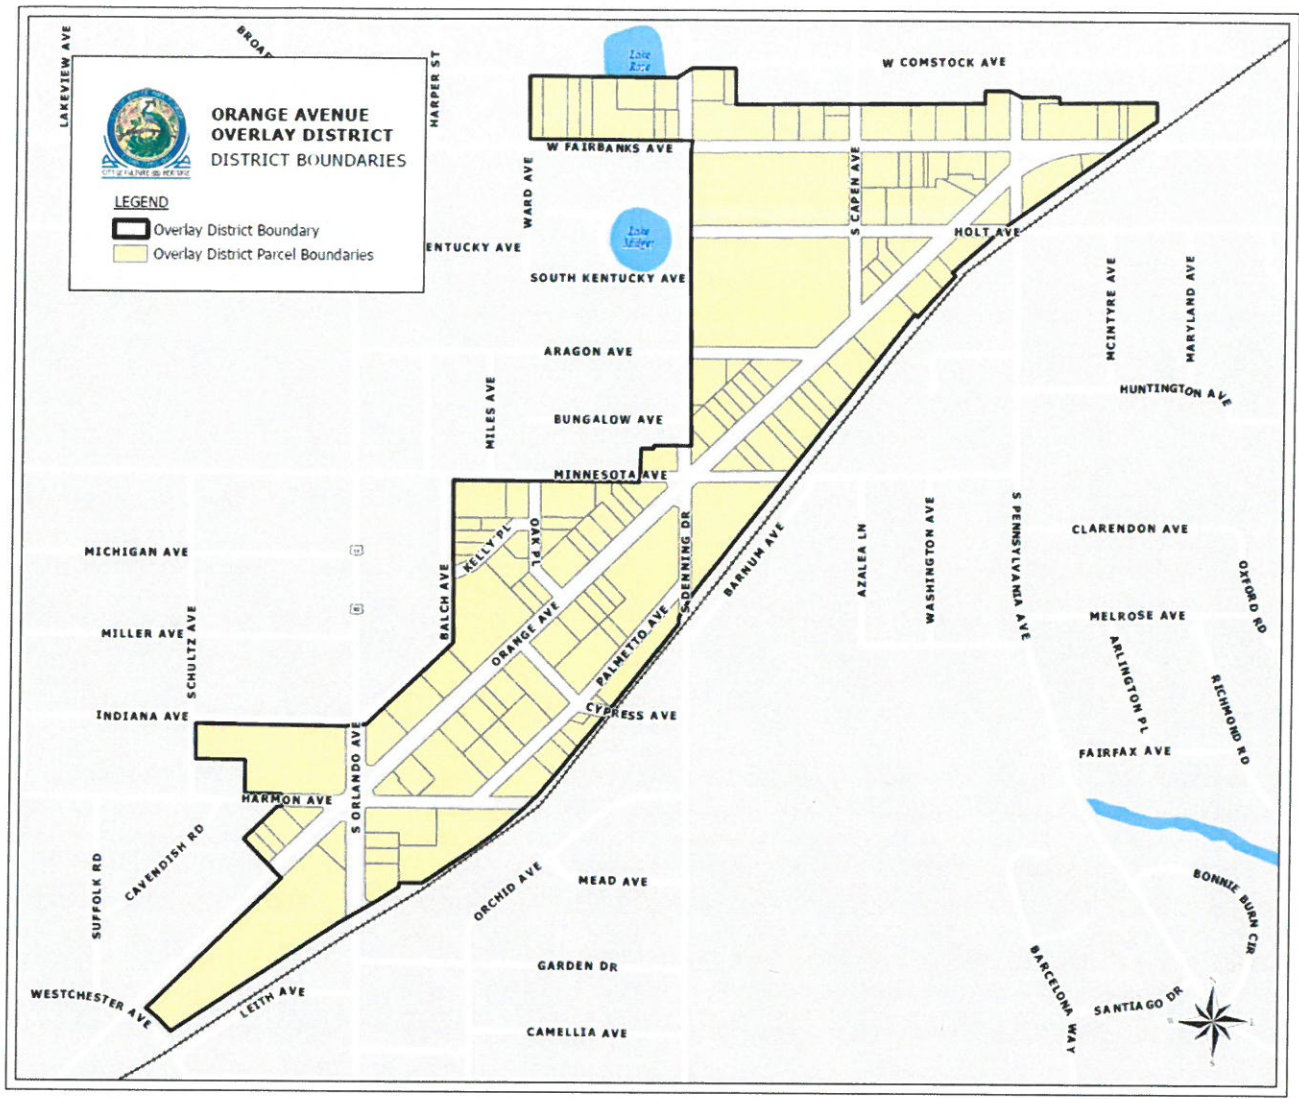 LAKEVIEW AVE
BROAD
HARPER ST
W COMSTOCK AVE
Lake
Rose
ORANGE AVENUE
OVERLAY DISTRICT
DISTRICT BOUNDARIES
LEGEND
Overlay District Boundary
Overlay District Parcel Boundaries
W FAIRBANKS AVE
WARD AVE
S CAPEN AVE
HOLT AVE
Lake
Midget
ENTUCKY AVE
SOUTH KENTUCKY AVE
MCINTYRE AVE
MARYLAND AVE
ARAGON AVE
MILES AVE
HUNTINGTON AVE
BUNGALOW AVE
MINNESOTA AVE
MICHIGAN AVE
KELLY PL
OAK PL
S DENNING DR
BARNUM AVE
AZALEA LN
WASHINGTON AVE
S PENNSYLVANIA AVE
CLARENDON AVE
OXFORD RD
BALCH AVE
MILLER AVE
SCHULTZ AVE
ORANGE AVE
PALMETTO AVE
MELROSE AVE
ARLINGTON PL
RICHMOND RD
INDIANA AVE
CYPRESS AVE
S ORLANDO AVE
FAIRFAX AVE
HARMON AVE
CAVENDISH RD
SUFFOLK RD
ORCHID AVE
MEAD AVE
BONNIE BURN CIR
GARDEN DR
BARCELONA WAY
SANTIAGO DR
WESTCHESTER AVE
LEITH AVE
CAMELLIA AVE